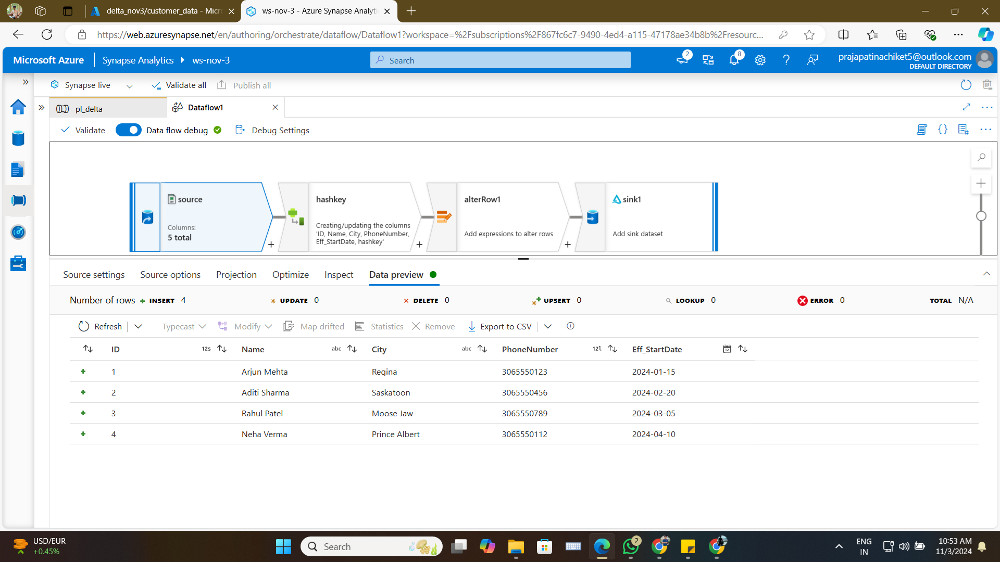 delta_nov3/customer_data - Micr
ws-nov-3 - Azure Synapse Analyti
https://web.azuresynapse.net/en/authoring/orchestrate/dataflow/Dataflow1?workspace=%2Fsubscriptions%2F867fc6c7-9490-4ed4-a115-47178ae34b8b%2Fresourc...
Microsoft Azure
Synapse Analytics
ws-nov-3
Search
2
8
prajapatinachiket5@outlook.com
DEFAULT DIRECTORY
Synapse live
Validate all
Publish all
pl_delta
Dataflow1
Validate
Data flow debug
Debug Settings
source
Columns:
5 total
hashkey
Creating/updating the columns
'ID, Name, City, PhoneNumber,
Eff_StartDate, hashkey'
alterRow1
Add expressions to alter rows
sink1
Add sink dataset
Source settings
Source options
Projection
Optimize
Inspect
Data preview
Number of rows
INSERT 4
UPDATE 0
DELETE 0
UPSERT 0
LOOKUP 0
ERROR 0
TOTAL N/A
Refresh
Typecast
Modify
Map drifted
Statistics
Remove
Export to CSV
ID 12s
Name abc
City abc
PhoneNumber 12l
Eff_StartDate 12
1 Arjun Mehta Regina 3065550123 2024-01-15
2 Aditi Sharma Saskatoon 3065550456 2024-02-20
3 Rahul Patel Moose Jaw 3065550789 2024-03-05
4 Neha Verma Prince Albert 3065550112 2024-04-10
USD/EUR
+0.45%
Search
2
ENG
IN
10:53 AM
11/3/2024